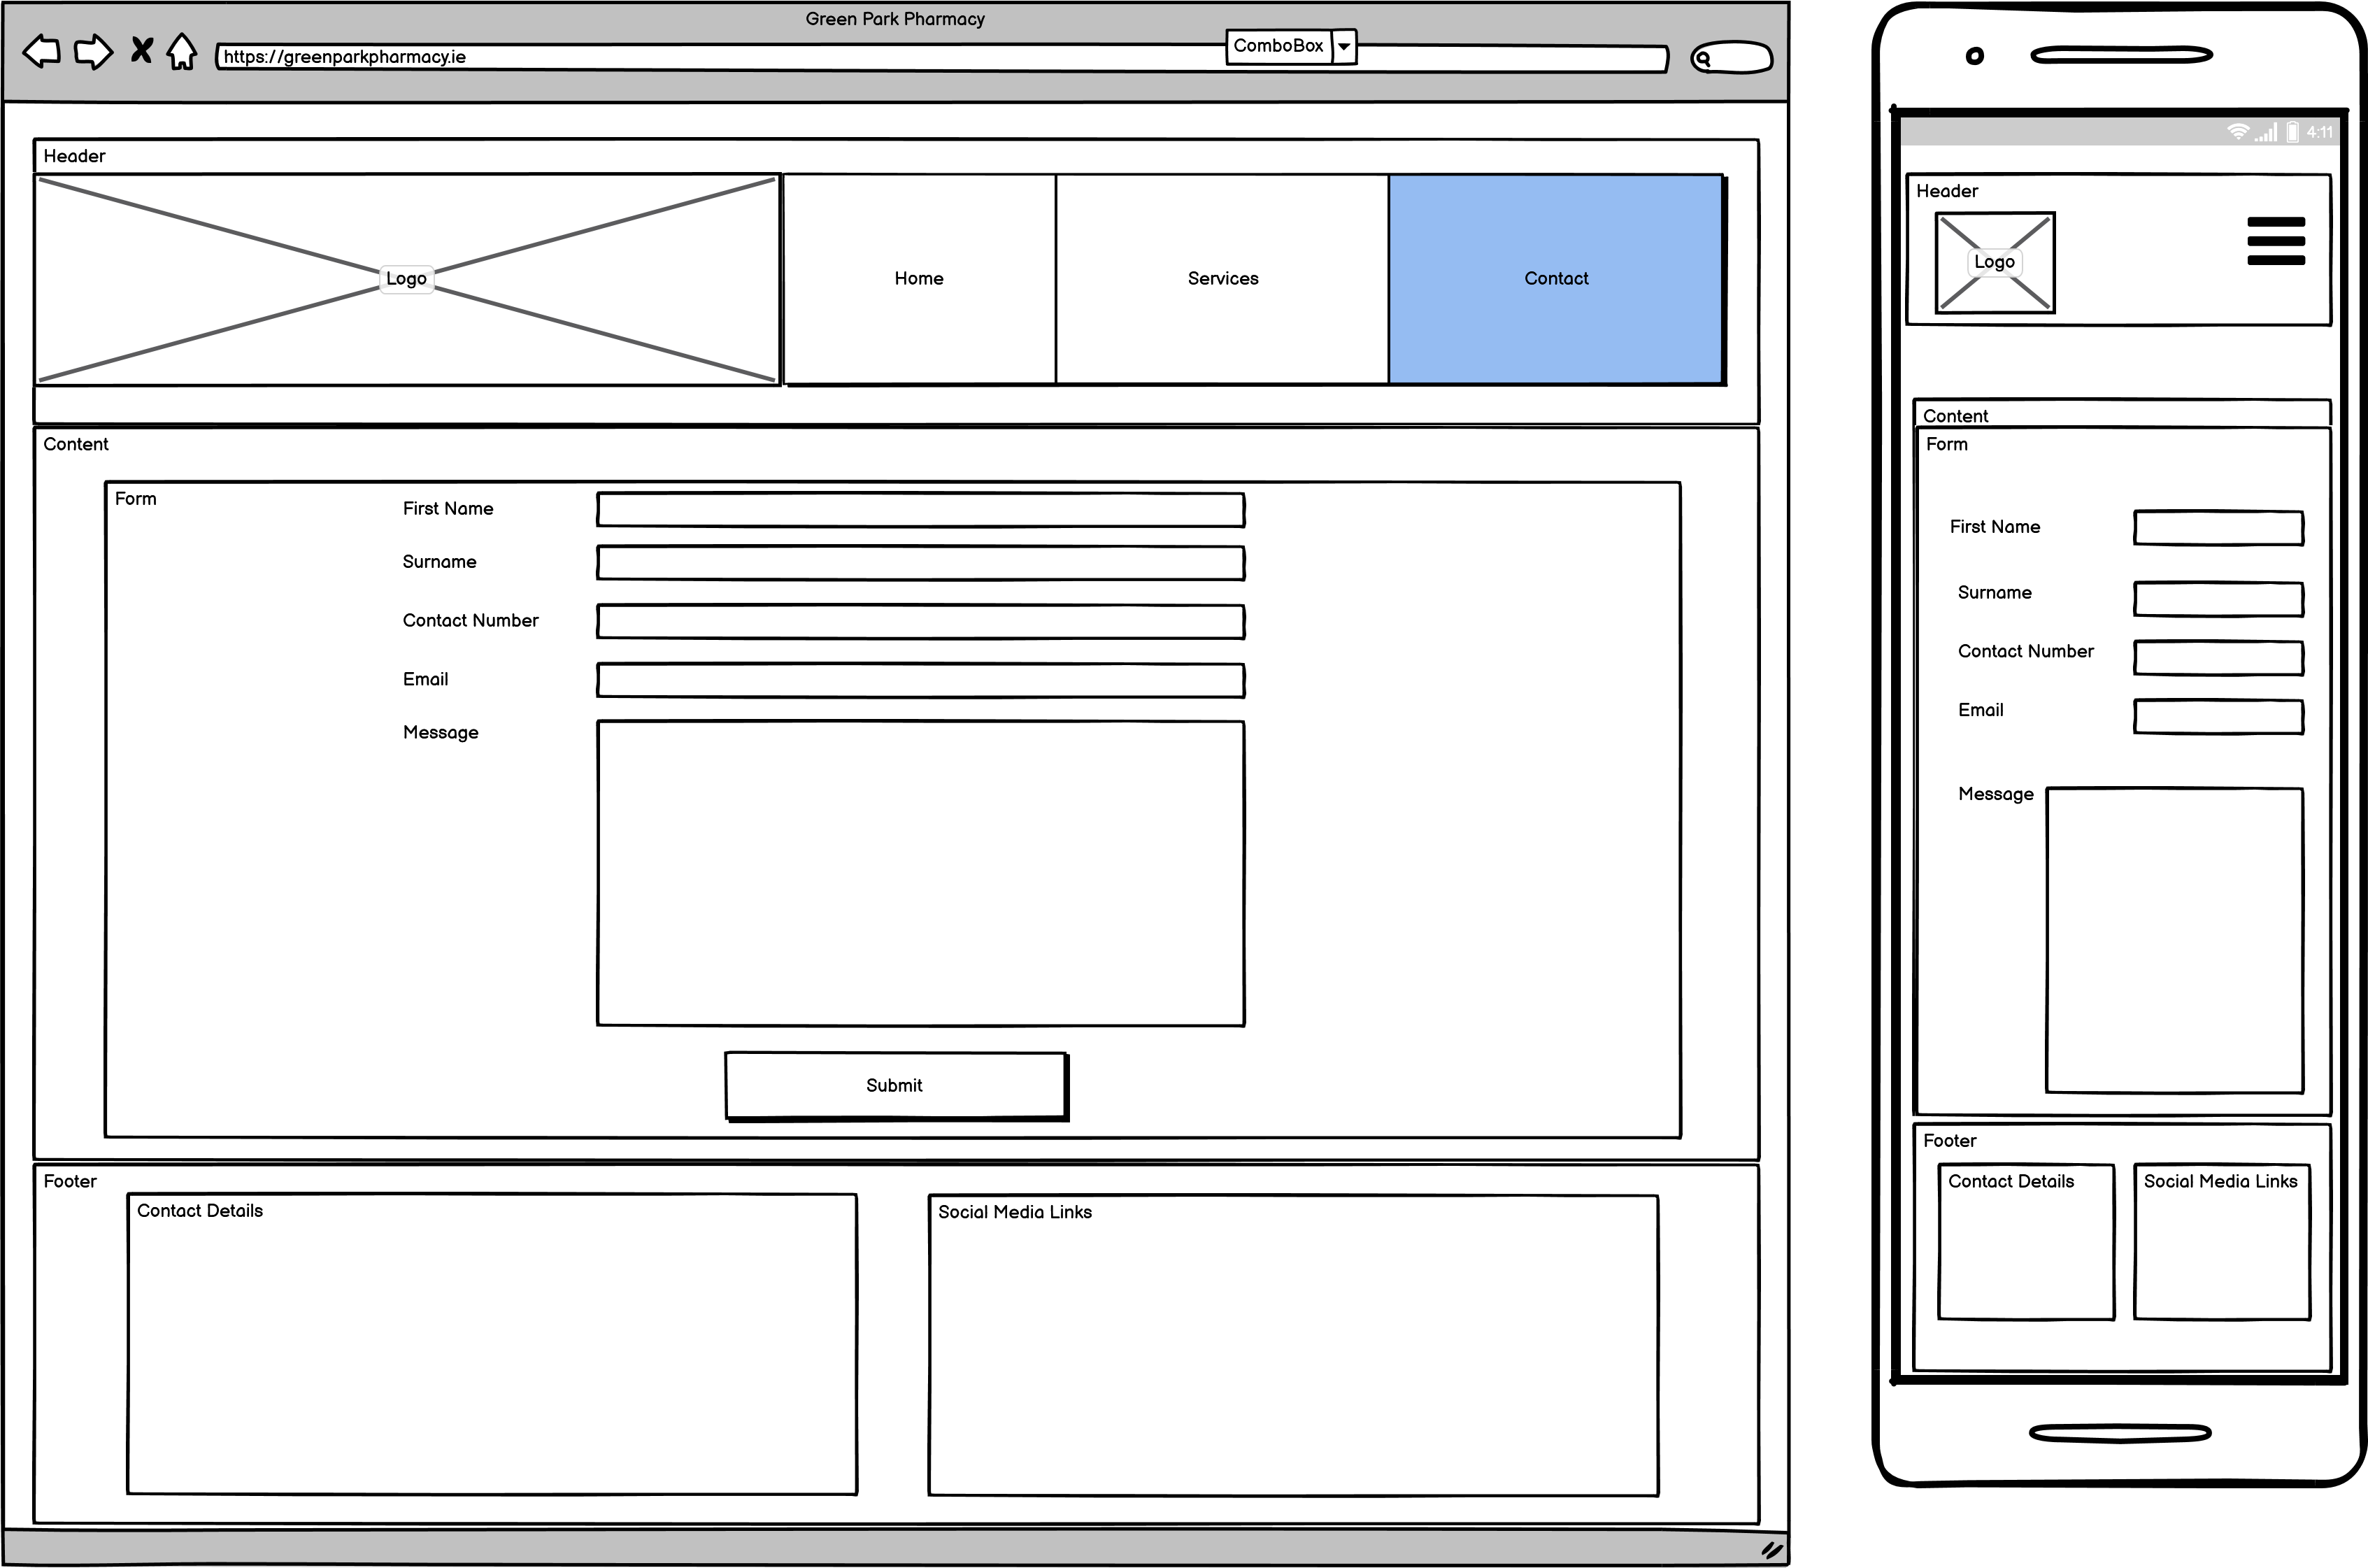 Green Park Pharmacy
https://greenparkpharmacy.ie
ComboBox
Header
Logo
Home
Services
Contact
Content
Form
First Name
Surname
Contact Number
Email
Message
Submit
Footer
Contact Details
Social Media Links
4:11
Header
Logo
Content
Form
First Name
Surname
Contact Number
Email
Message
Footer
Contact Details
Social Media Links